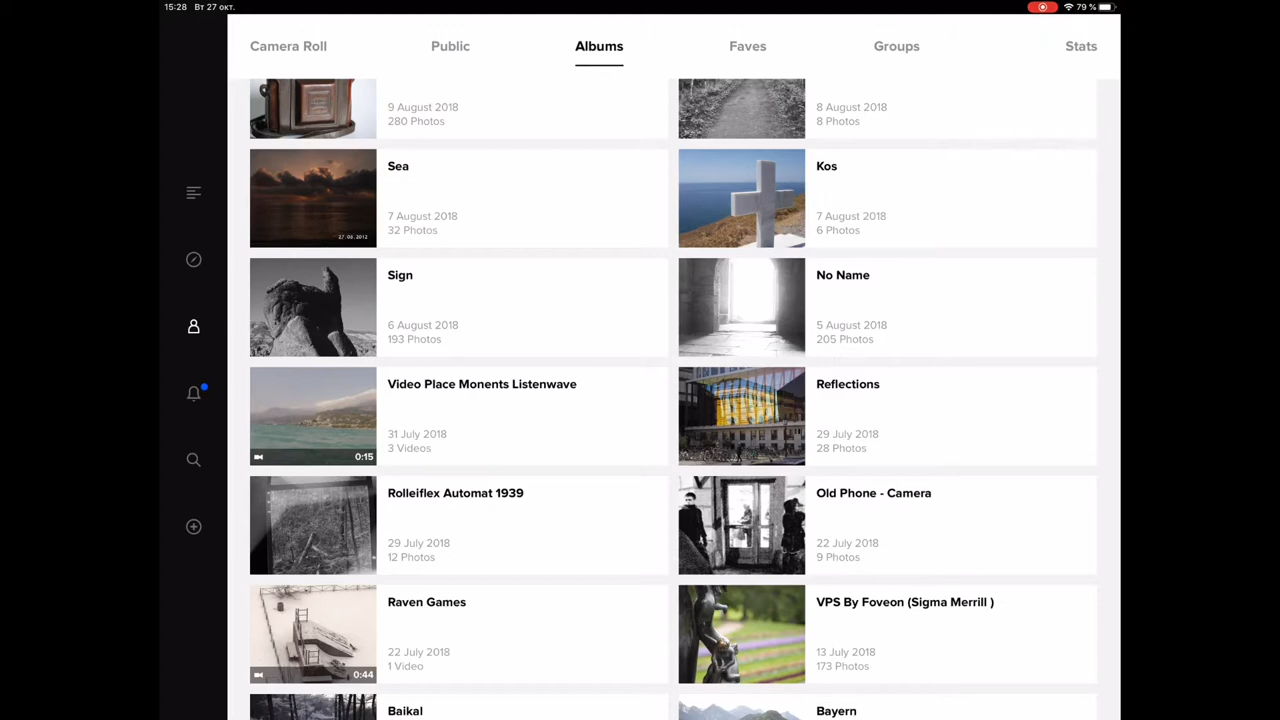 15:28 Вт 27 окт. 79 %
Camera Roll Public Albums Faves Groups Stats
9 August 2018
280 Photos
8 August 2018
8 Photos
Sea
7 August 2018
32 Photos
27.08.2012
Kos
7 August 2018
6 Photos
Sign
6 August 2018
193 Photos
No Name
5 August 2018
205 Photos
Video Place Monents Listenwave
31 July 2018
3 Videos
0:15
Reflections
29 July 2018
28 Photos
Rolleiflex Automat 1939
29 July 2018
12 Photos
Old Phone - Camera
22 July 2018
9 Photos
Raven Games
22 July 2018
1 Video
0:44
VPS By Foveon (Sigma Merrill )
13 July 2018
173 Photos
Baikal
Bayern